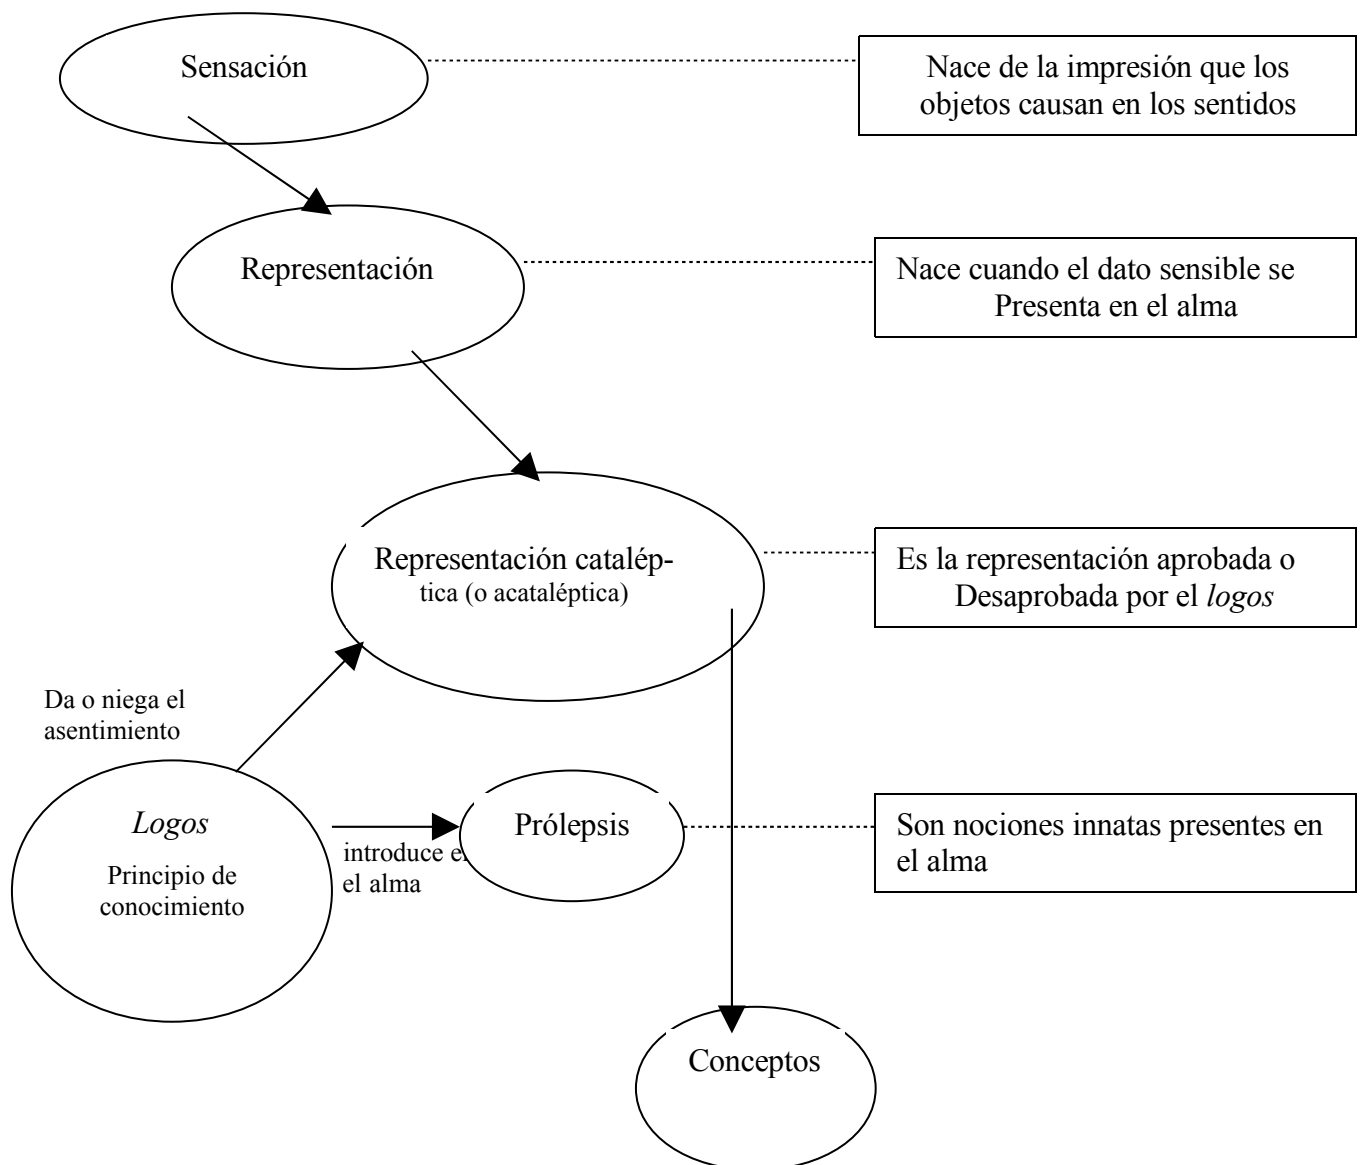 Sensación
Nace de la impresión que los
objetos causan en los sentidos
Representación
Nace cuando el dato sensible se
Presenta en el alma
Representación catalép-
tica (o acataléptica)
Es la representación aprobada o
Desaprobada por el logos
Da o niega el
asentimiento
Logos
Principio de
conocimiento
introduce
el alma
Prólepsis
Son nociones innatas presentes en
el alma
Conceptos